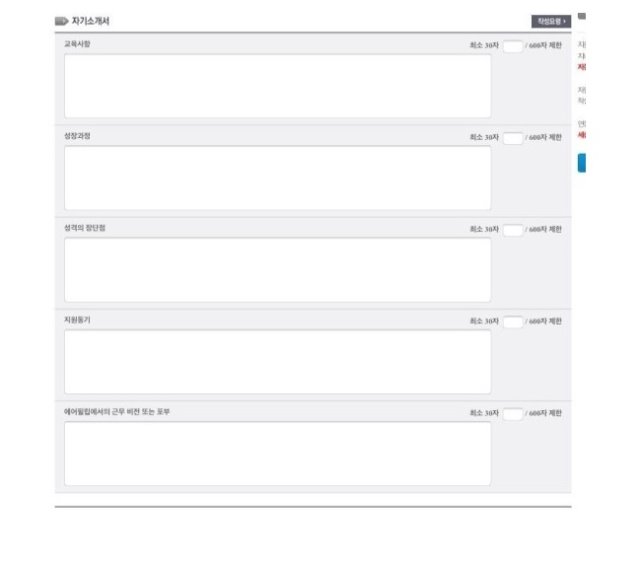 자기소개서
작성요령
교육사항 최소 30자 / 600자 제한
성장과정 최소 30자 / 600자 제한
성격의 장단점 최소 30자 / 600자 제한
지원동기 최소 30자 / 600자 제한
에어필립에서의 근무 비전 또는 포부 최소 30자 / 600자 제한